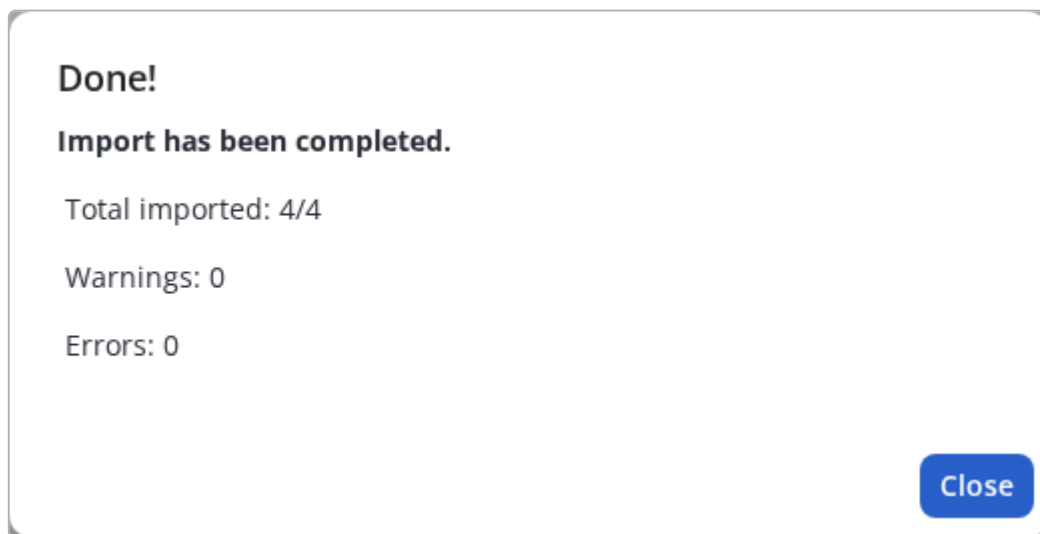 Done!
Import has been completed.
Total imported: 4/4
Warnings: 0
Errors: 0
Close